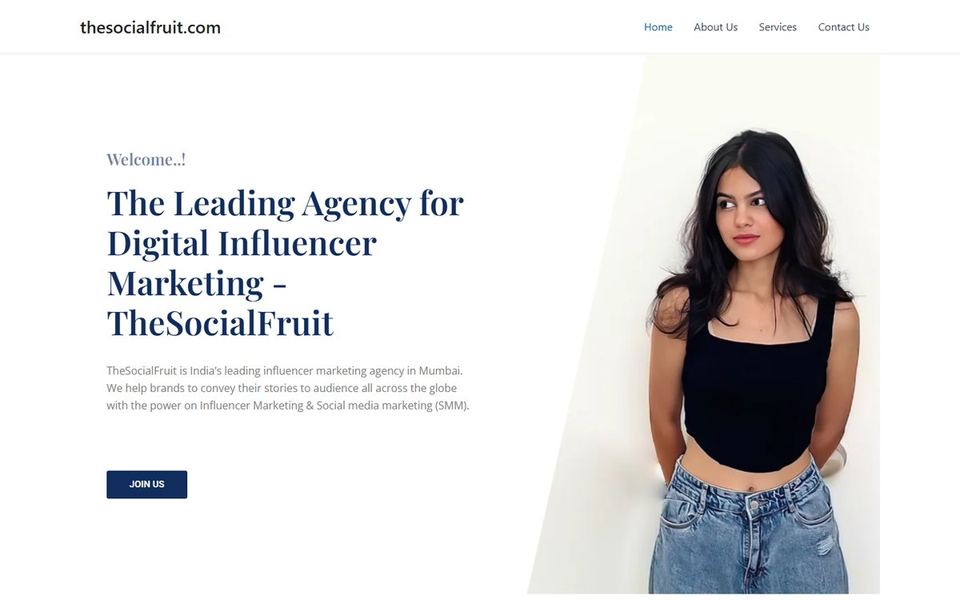 thesocialfruit.com
Home About Us Services Contact Us
Welcome..!
The Leading Agency for
Digital Influencer
Marketing -
TheSocialFruit
TheSocialFruit is India's leading influencer marketing agency in Mumbai.
We help brands to convey their stories to audience all across the globe
with the power on Influencer Marketing & Social media marketing (SMM).
JOIN US